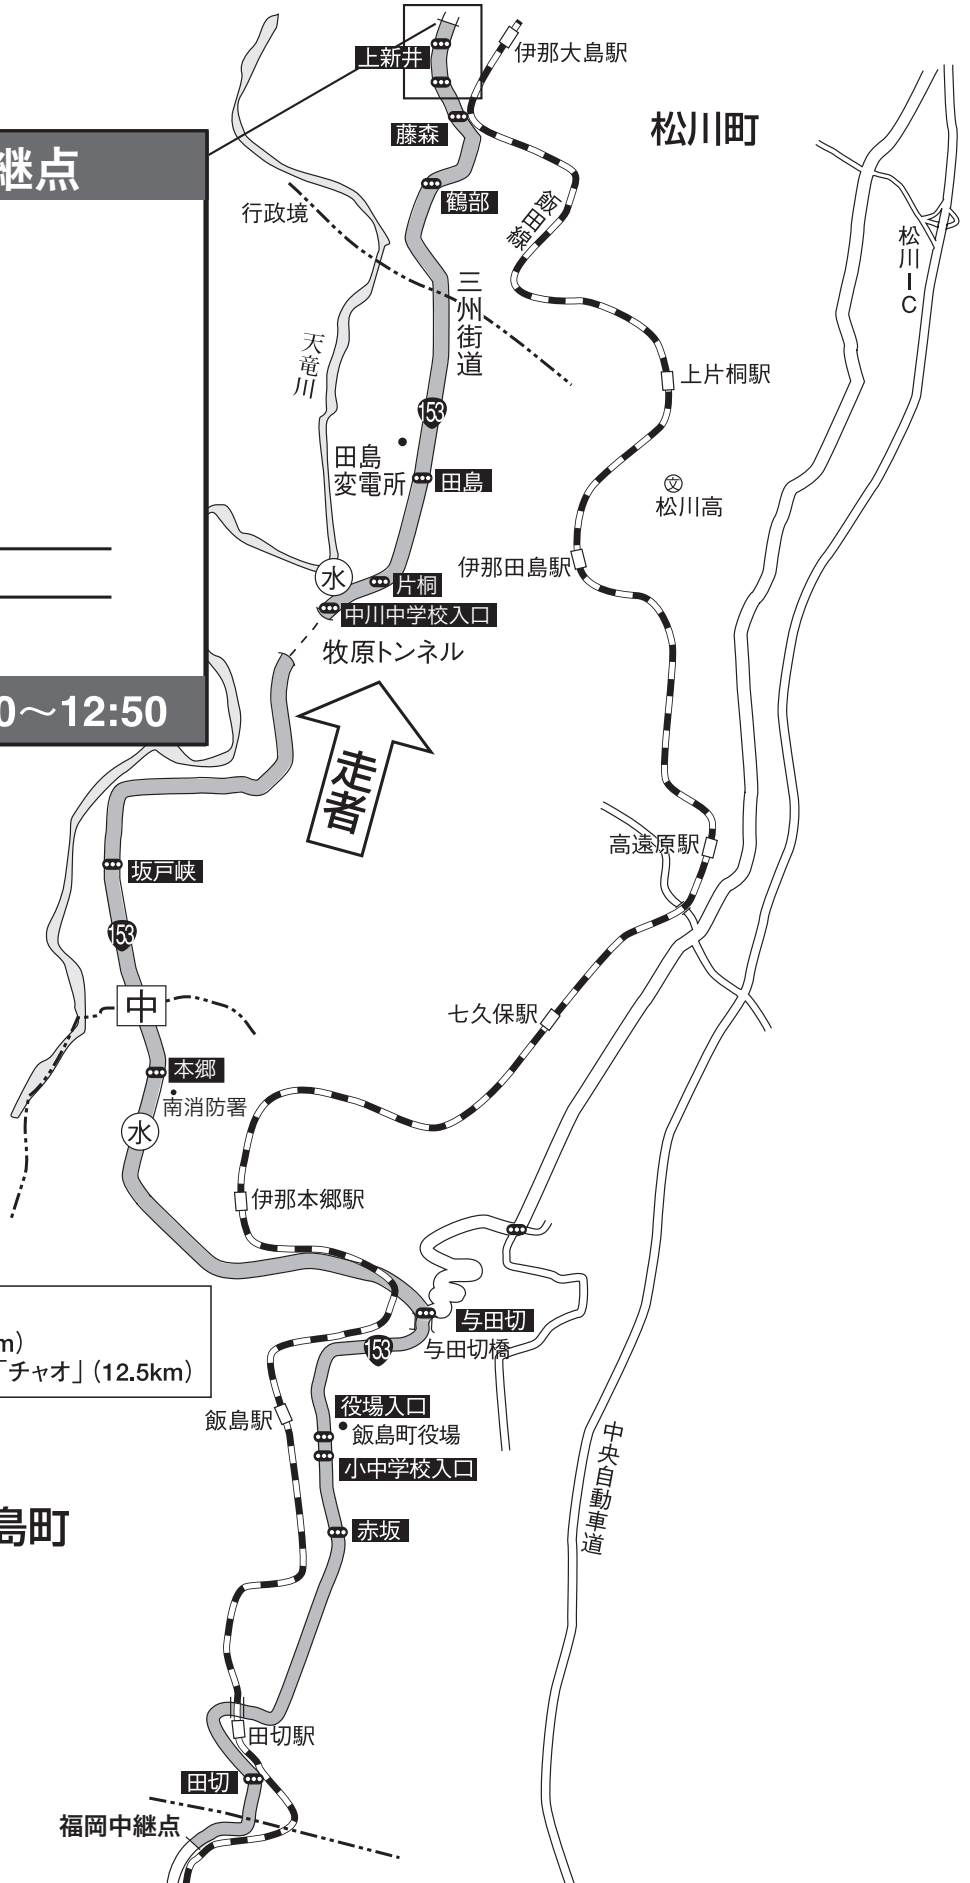 伊那大島駅
上新井
藤森
松川町
継点
鶴部
行政境
飯田線
松川IC
三州街道
天竜川
上片桐駅
153
田島
変電所
田島
文
松川高
伊那田島駅
水
片桐
中川中学校入口
牧原トンネル
0〜12:50
走者
高遠原駅
坂戸峡
153
中
七久保駅
本郷
南消防署
水
伊那本郷駅
与田切
m)
与田切橋
153
「チャオ」(12.5km)
役場入口
飯島駅
飯島町役場
小中学校入口
中央自動車道
島町
赤坂
田切駅
田切
福岡中継点